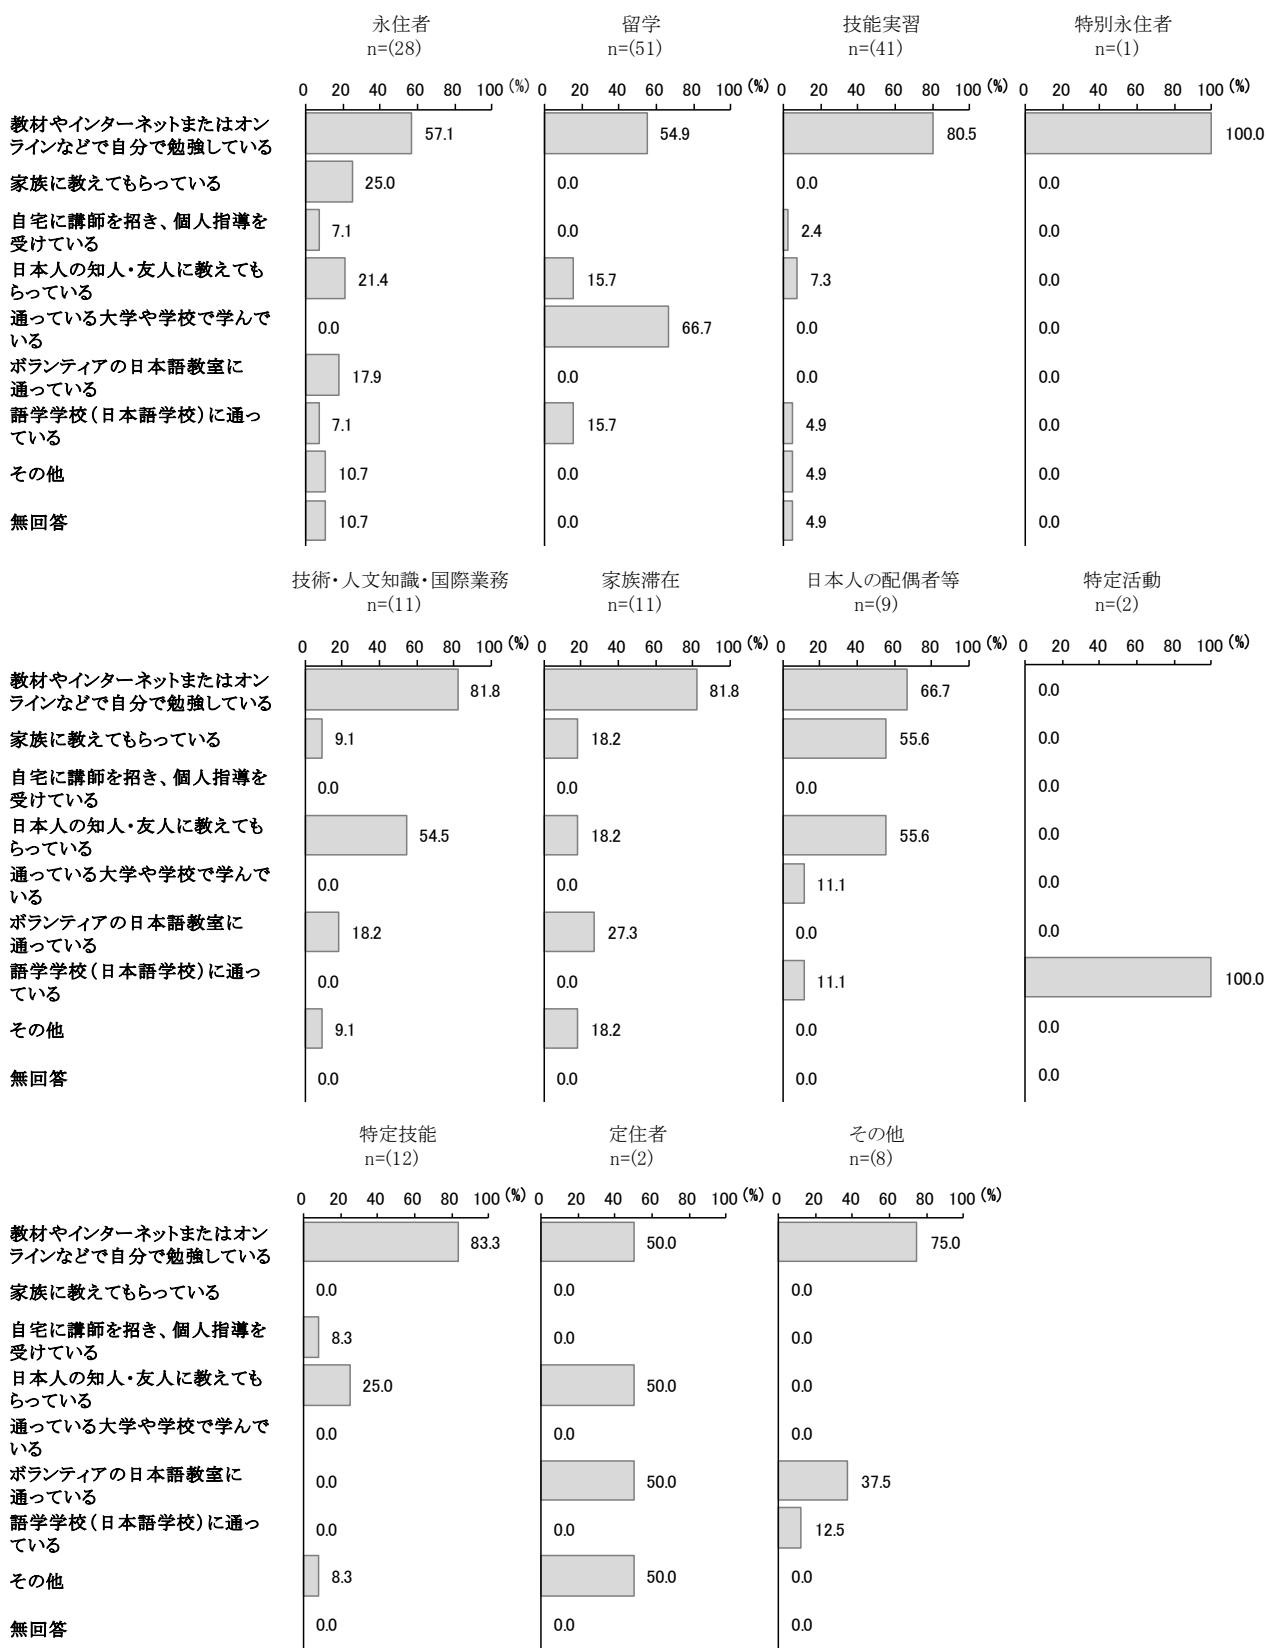 永住者 留学 技能実習 特別永住者
n=(28) n=(51) n=(41) n=(1)
0 20 40 60 80 100 (%) 0 20 40 60 80 100 (%) 0 20 40 60 80 100 (%) 0 20 40 60 80 100 (%)
教材やインターネットまたはオン
ラインなどで自分で勉強している 57.1 54.9 80.5 100.0
家族に教えてもらっている 25.0 0.0 0.0 0.0
自宅に講師を招き、個人指導を
受けている 7.1 0.0 2.4 0.0
日本人の知人・友人に教えても
らっている 21.4 15.7 7.3 0.0
通っている大学や学校で学んで
いる 0.0 66.7 0.0 0.0
ボランティアの日本語教室に
通っている 17.9 0.0 0.0 0.0
語学学校(日本語学校)に通っ
ている 7.1 15.7 4.9 0.0
その他 10.7 0.0 4.9 0.0
無回答 10.7 0.0 4.9 0.0
技術・人文知識・国際業務 家族滞在 日本人の配偶者等 特定活動
n=(11) n=(11) n=(9) n=(2)
0 20 40 60 80 100 (%) 0 20 40 60 80 100 (%) 0 20 40 60 80 100 (%) 0 20 40 60 80 100 (%)
教材やインターネットまたはオン
ラインなどで自分で勉強している 81.8 81.8 66.7 0.0
家族に教えてもらっている 9.1 18.2 55.6 0.0
自宅に講師を招き、個人指導を
受けている 0.0 0.0 0.0 0.0
日本人の知人・友人に教えても
らっている 54.5 18.2 55.6 0.0
通っている大学や学校で学んで
いる 0.0 0.0 11.1 0.0
ボランティアの日本語教室に
通っている 18.2 27.3 0.0 0.0
語学学校(日本語学校)に通っ
ている 0.0 0.0 11.1 100.0
その他 9.1 18.2 0.0 0.0
無回答 0.0 0.0 0.0 0.0
特定技能 定住者 その他
n=(12) n=(2) n=(8)
0 20 40 60 80 100 (%) 0 20 40 60 80 100 (%) 0 20 40 60 80 100 (%)
教材やインターネットまたはオン
ラインなどで自分で勉強している 83.3 50.0 75.0
家族に教えてもらっている 0.0 0.0 0.0
自宅に講師を招き、個人指導を
受けている 8.3 0.0 0.0
日本人の知人・友人に教えても
らっている 25.0 50.0 0.0
通っている大学や学校で学んで
いる 0.0 0.0 0.0
ボランティアの日本語教室に
通っている 0.0 50.0 37.5
語学学校(日本語学校)に通っ
ている 0.0 0.0 12.5
その他 8.3 50.0 0.0
無回答 0.0 0.0 0.0